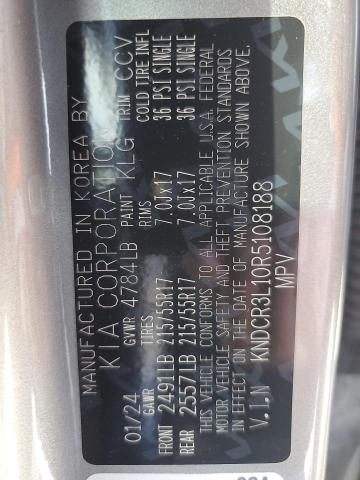 MANUFACTURED IN KOREA BY
KIA CORPORATION
01/24 GVWR 4784LB PAINT KLG TRIM CCV
GAWR TIRES RIMS COLD TIRE INFL
FRONT 2491LB 215/55R17 7.0JX17 36 PSI SINGLE
REAR 2557LB 215/55R17 7.0JX17 36 PSI SINGLE
THIS VEHICLE CONFORMS TO ALL APPLICABLE U.S.A. FEDERAL
MOTOR VEHICLE SAFETY AND THEFT PREVENTION STANDARDS
IN EFFECT ON THE DATE OF MANUFACTURE SHOWN ABOVE.
V.I.N KNDCR3L10R5108188
MPV